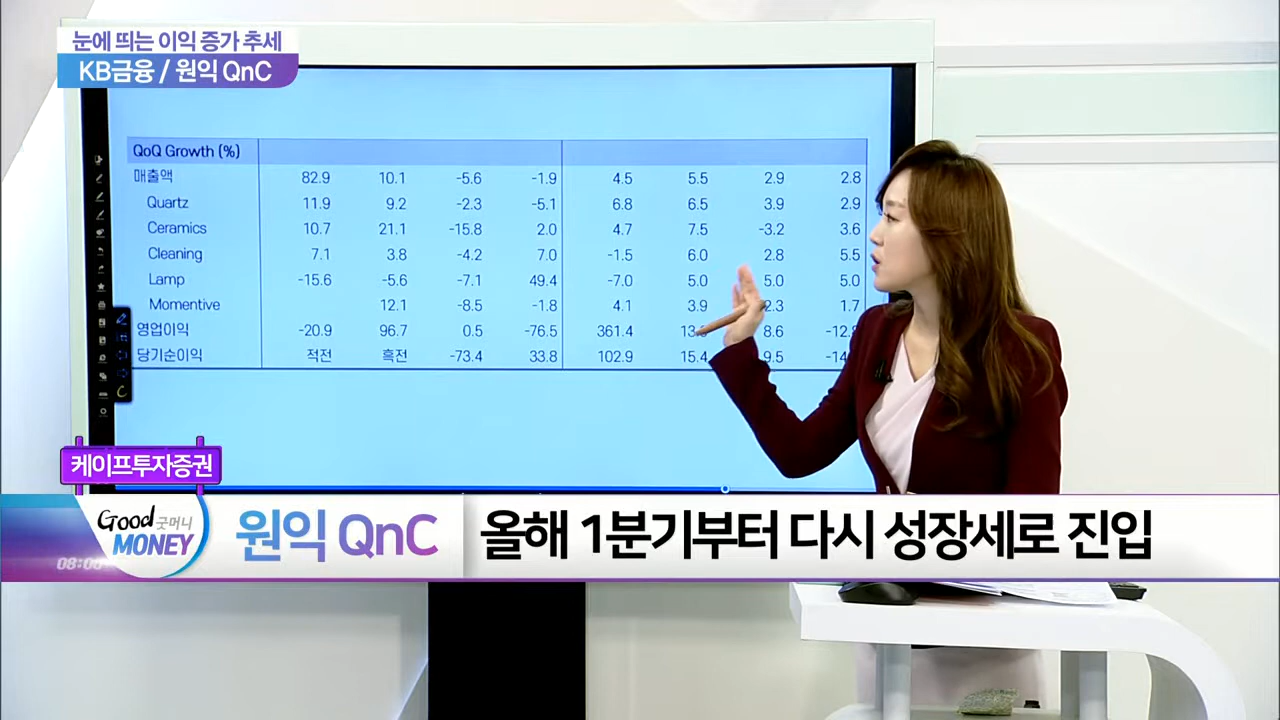 눈에 띄는 이익 증가 추세
KB금융 / 원익 QnC
QoQ Growth (%)
매출액 82.9 10.1 -5.6 -1.9 4.5 5.5 2.9 2.8
Quartz 11.9 9.2 -2.3 -5.1 6.8 6.5 3.9 2.9
Ceramics 10.7 21.1 -15.8 2.0 4.7 7.5 -3.2 3.6
Cleaning 7.1 3.8 -4.2 7.0 -1.5 6.0 2.8 5.5
Lamp -15.6 -5.6 -7.1 49.4 -7.0 5.0 5.0 5.0
Momentive 12.1 -8.5 -1.8 4.1 3.9 2.3 1.7
영업이익 -20.9 96.7 0.5 -76.5 361.4 8.6
당기순이익 적전 흑전 -73.4 33.8 102.9 15.4 9.5
케이프투자증권
Good 굿머니
MONEY
원익 QnC 올해 1분기부터 다시 성장세로 진입